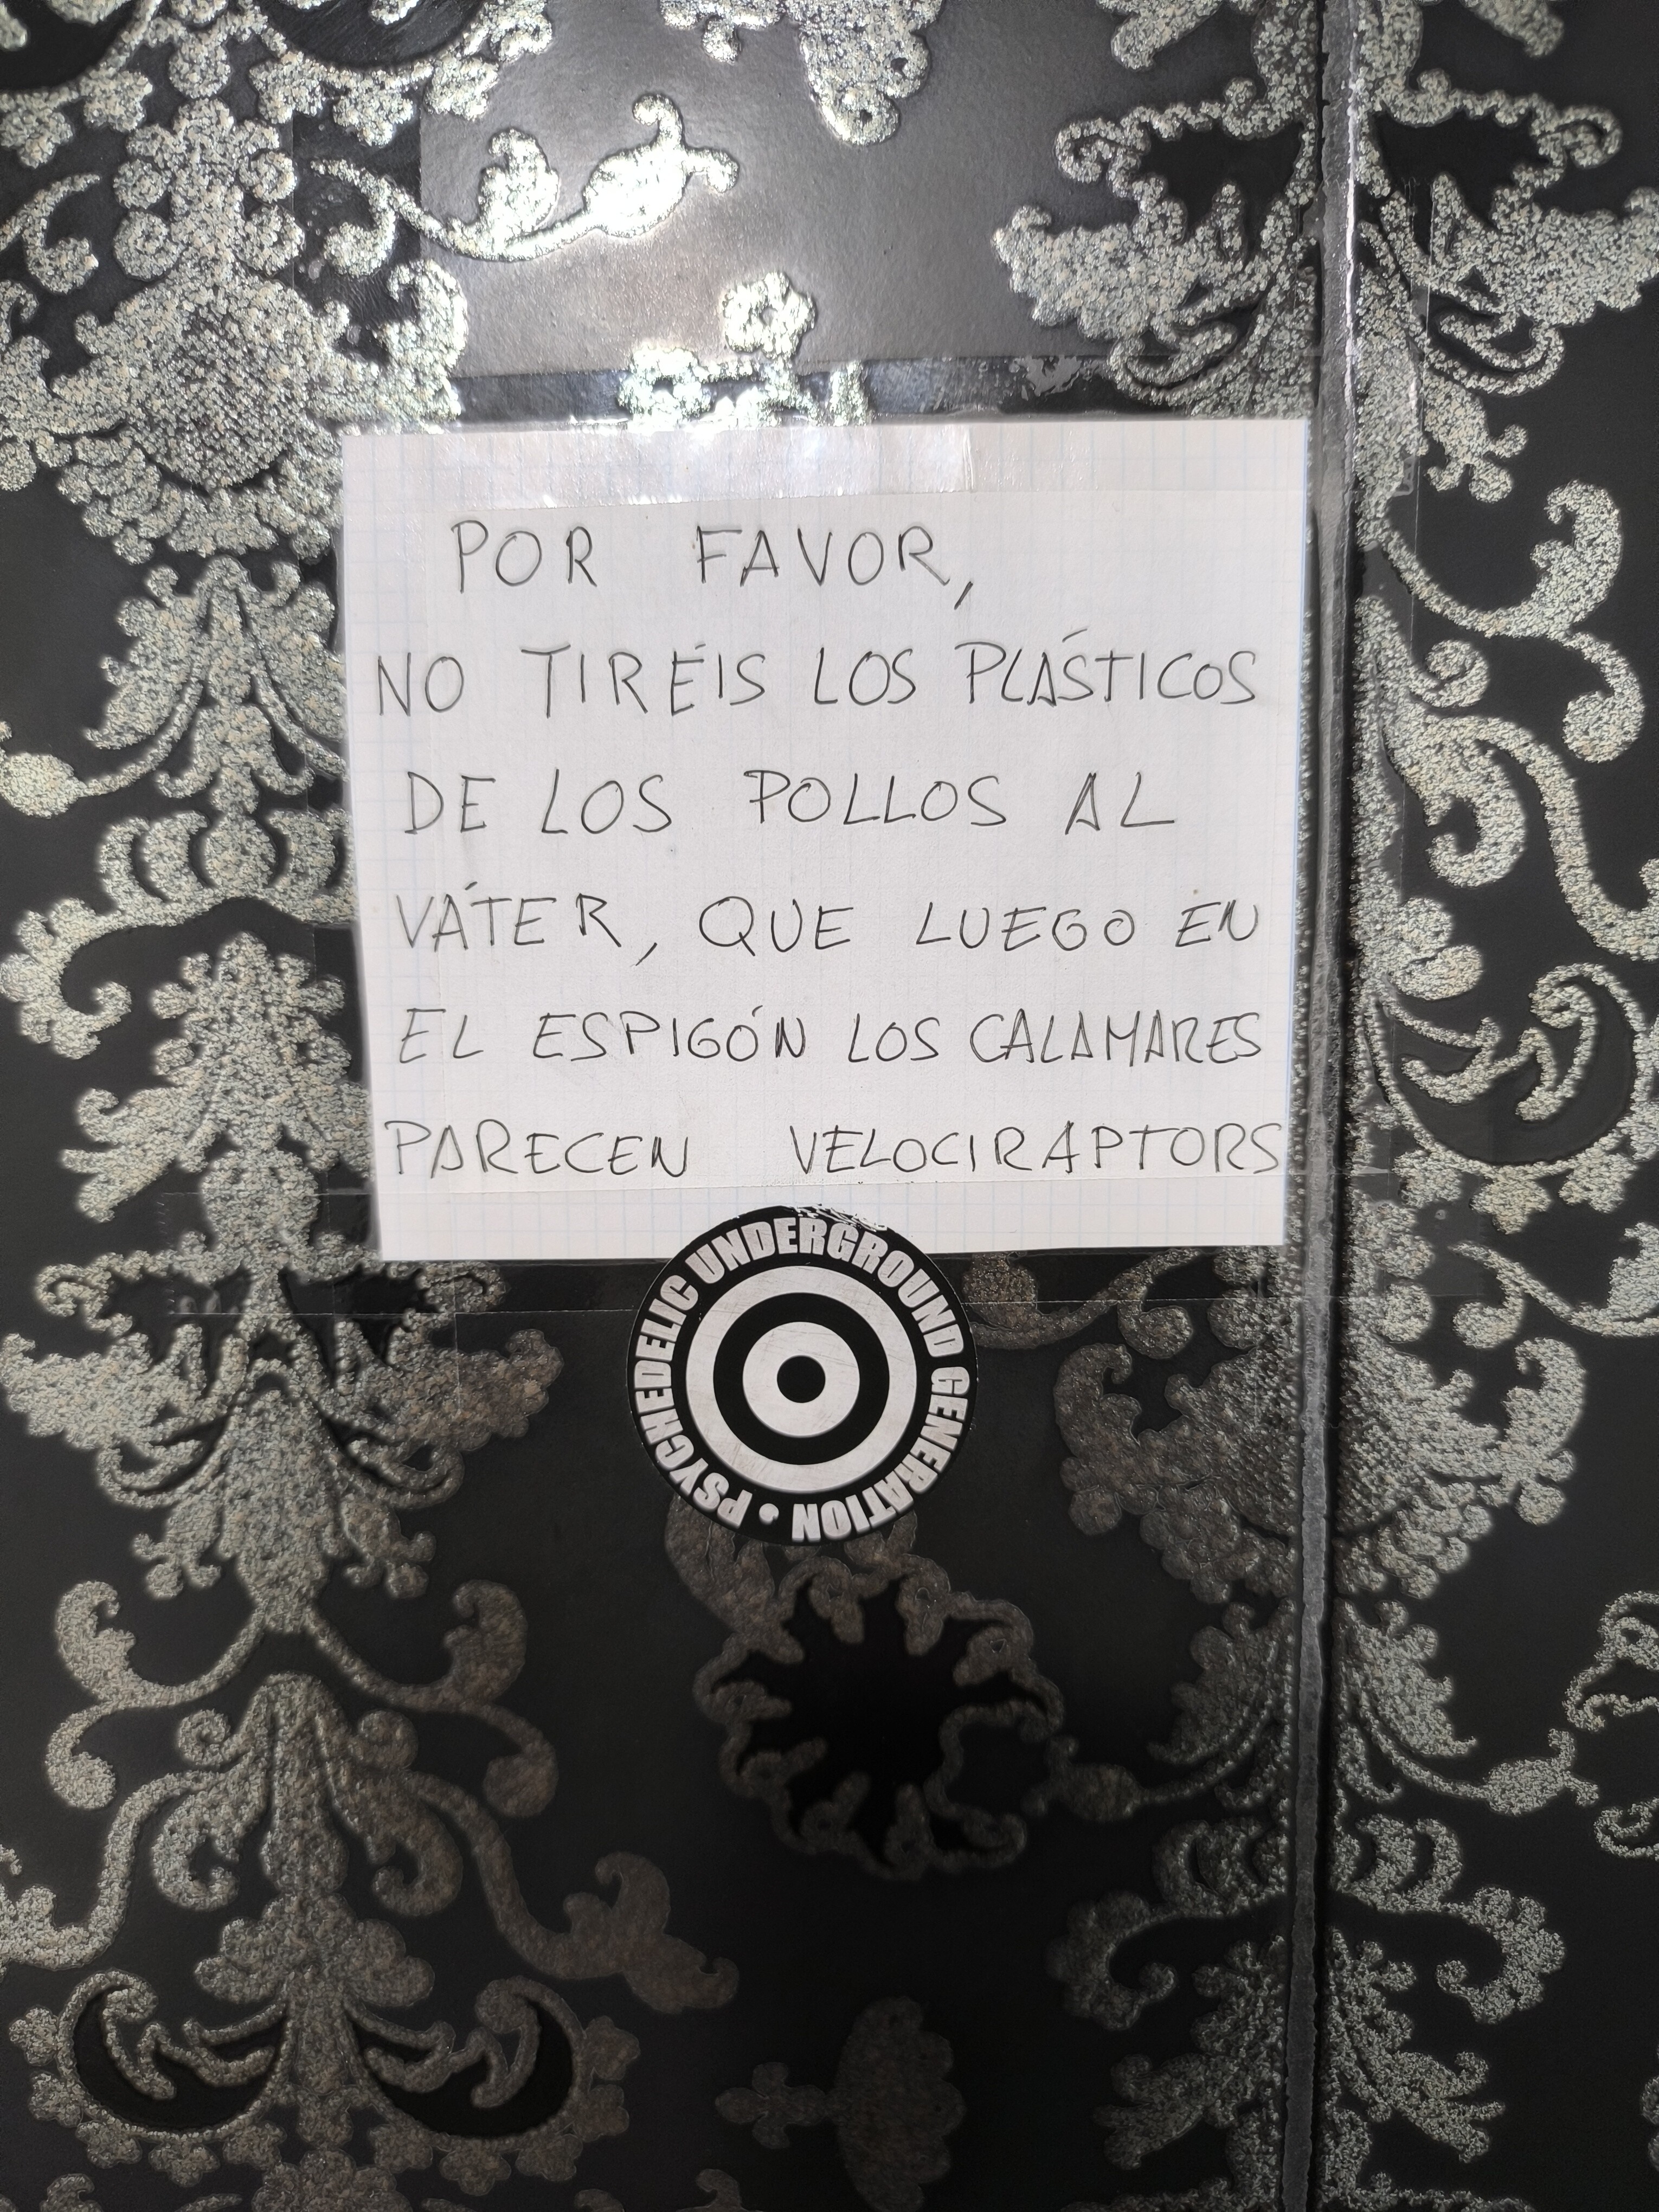 POR FAVOR,
NO TIRÉIS LOS PLÁSTICOS
DE LOS POLLOS AL
VÁTER, QUE LUEGO EN
EL ESPIGÓN LOS CALAMARES
PARECEN VELOCIRAPTORS
PSYCHEDELIC UNDERGROUND GENERATION •